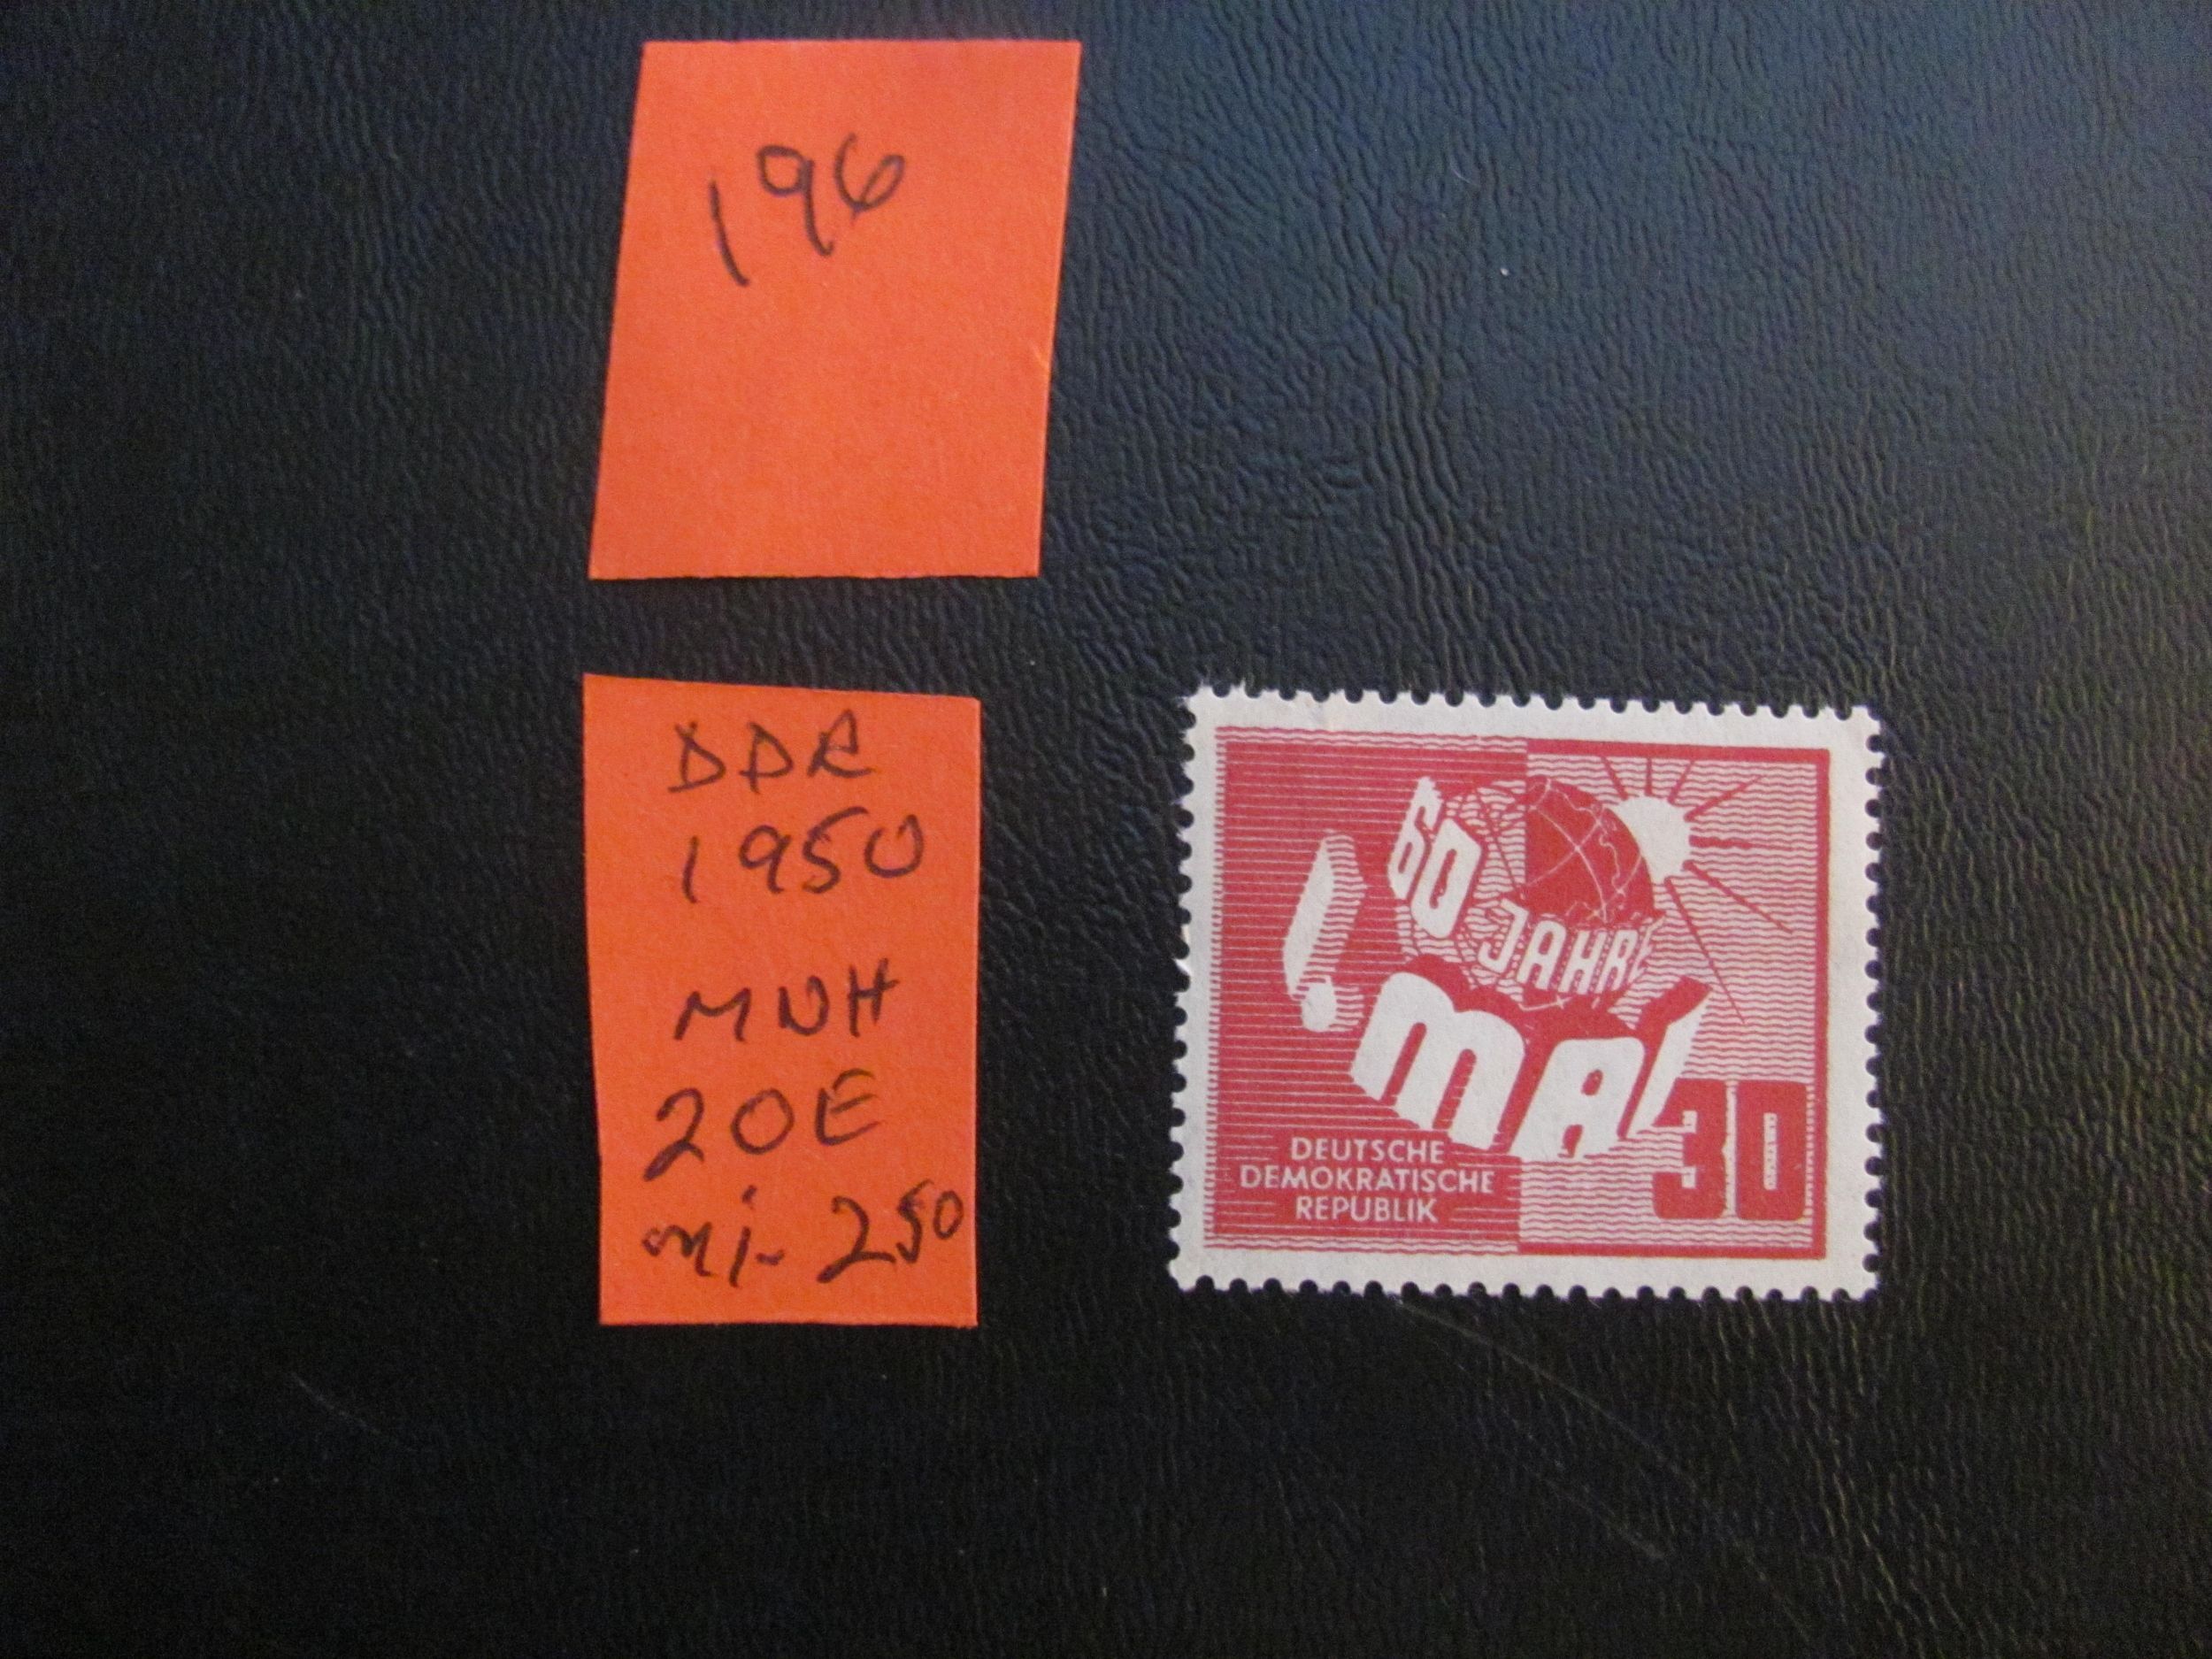 196
DDR
1950
MNH
20E
mi- 250
60 JAHRE
1. MAI
DEUTSCHE
DEMOKRATISCHE
REPUBLIK
30